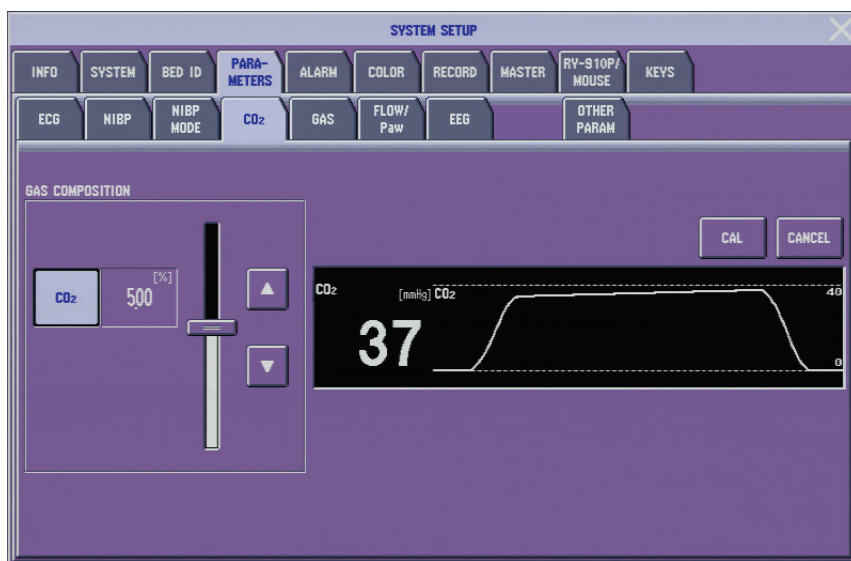 SYSTEM SETUP
INFO
SYSTEM
BED ID
PARA-
METERS
ALARM
COLOR
RECORD
MASTER
RY-910P/
MOUSE
KEYS
ECG
NIBP
NIBP
MODE
CO₂
GAS
FLOW/
Paw
EEG
OTHER
PARAM
GAS COMPOSITION
CO₂
5.00
[%]
CAL
CANCEL
CO₂
[mmHg]
CO₂
40
37
0